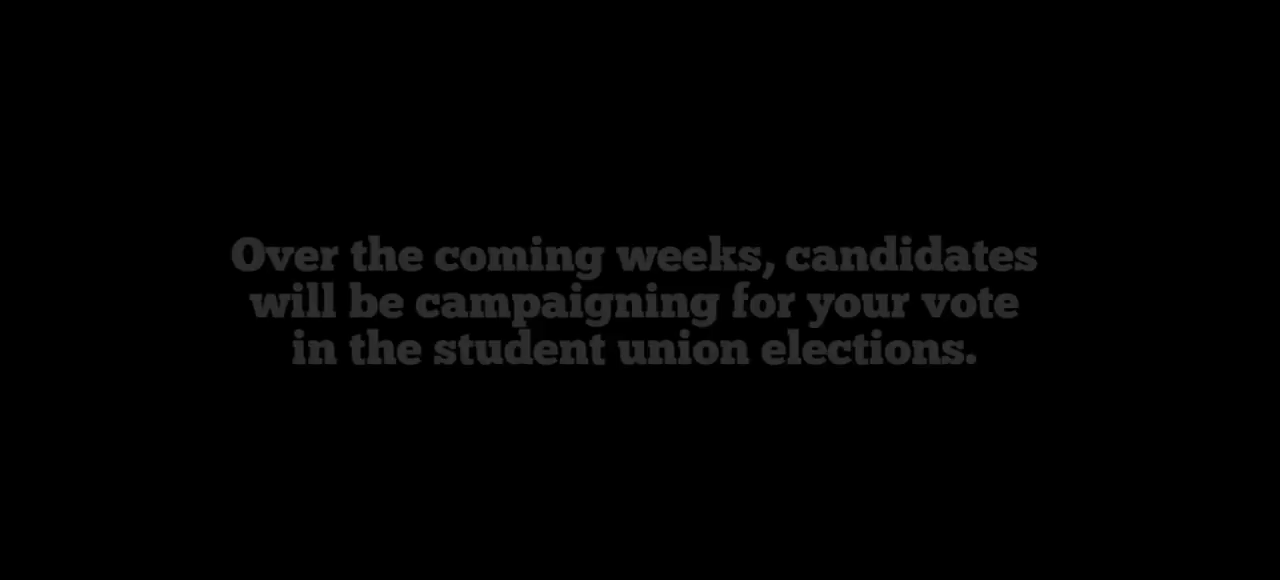 Over the coming weeks, candidates
will be campaigning for your vote
in the student union elections.